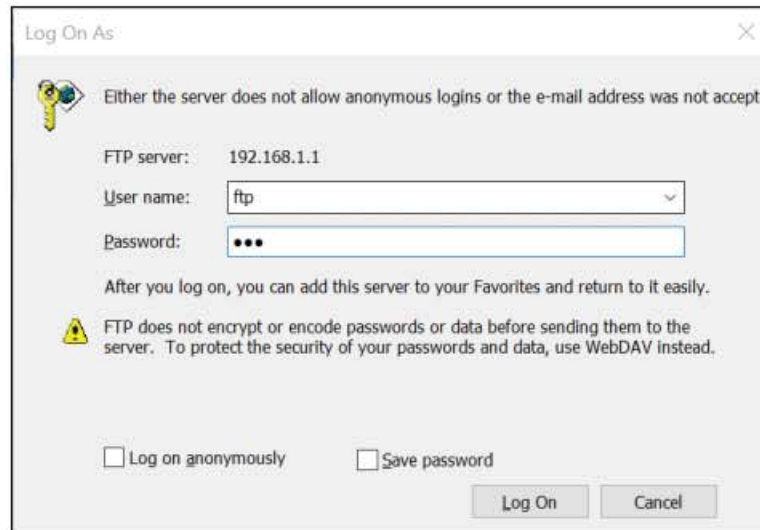 Log On As
Either the server does not allow anonymous logins or the e-mail address was not accept
FTP server: 192.168.1.1
User name: ftp
Password: •••
After you log on, you can add this server to your Favorites and return to it easily.
FTP does not encrypt or encode passwords or data before sending them to the
server. To protect the security of your passwords and data, use WebDAV instead.
Log on anonymously Save password
Log On Cancel